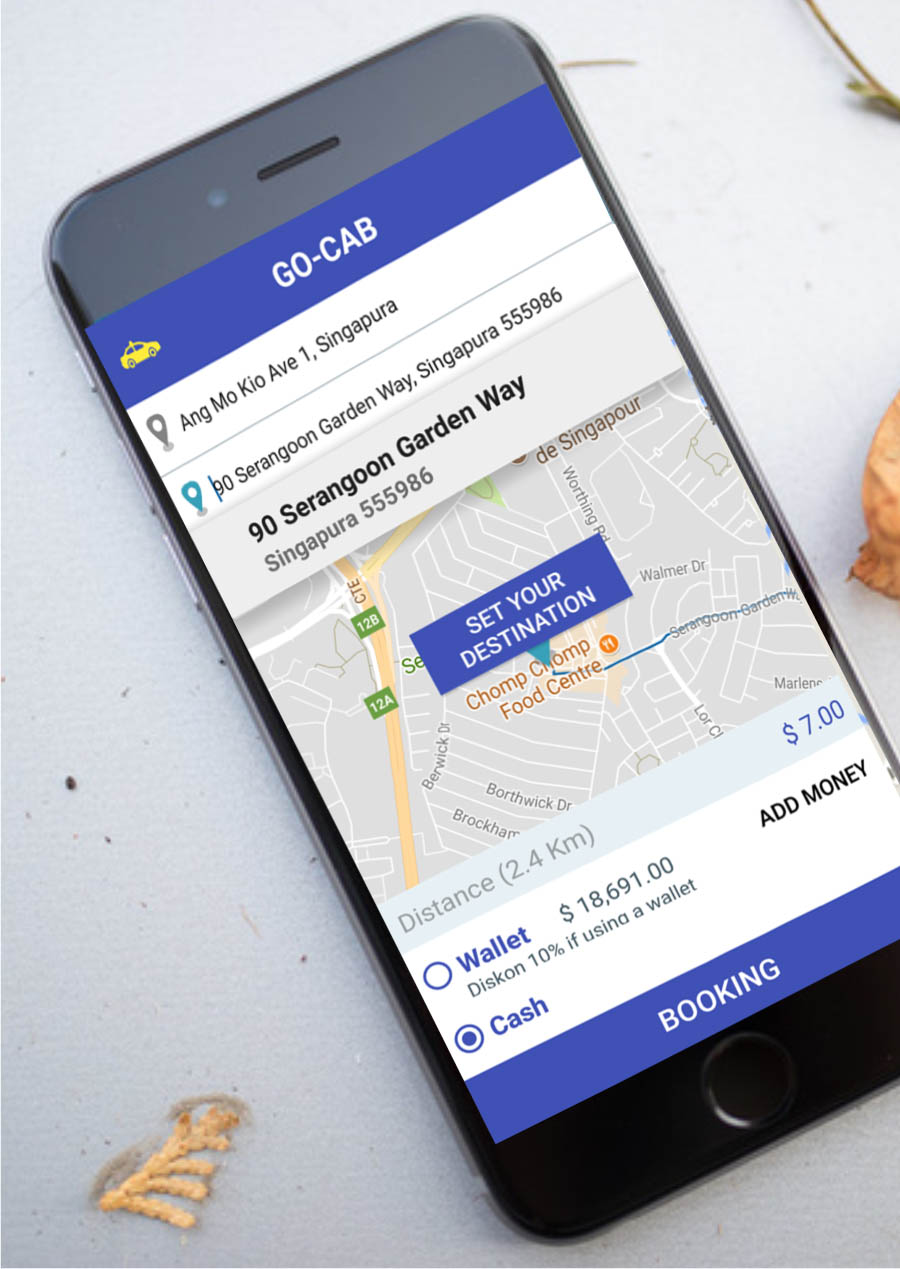 GO-CAB
Ang Mo Kio Ave 1, Singapura
90 Serangoon Garden Way, Singapura 555986
90 Serangoon Garden Way
Singapura 555986
de Singapour
Worthing Rd
CTE
12B
SET YOUR
DESTINATION
Walmer Dr
Serangoon Garden
Se
Chomp Chomp
Food Centre
12A
Marlene
Berwick Dr
Lor C
Borthwick Dr
Brockham
Distance (2.4 Km)
$ 7.00
ADD MONEY
Wallet
$ 18,691.00
Diskon 10% if using a wallet
Cash
BOOKING